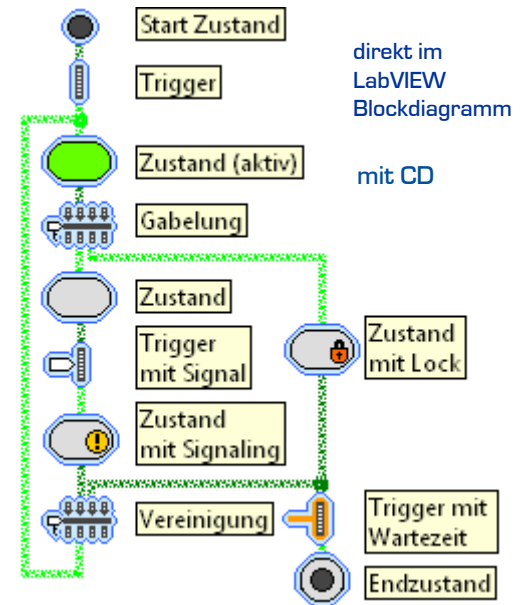 Start Zustand
direkt im
LabVIEW
Blockdiagramm
Trigger
Zustand (aktiv)
mit CD
Gabelung
Zustand
Trigger
mit Signal
Zustand
mit Lock
Zustand
mit Signaling
Vereinigung
Trigger mit
Wartezeit
Endzustand